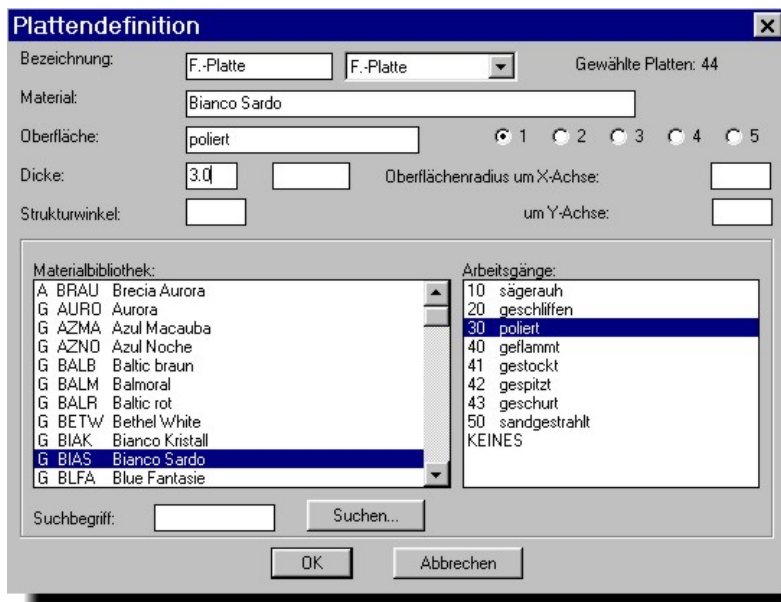 Plattendefinition
Bezeichnung: F.-Platte F.-Platte Gewählte Platten: 44
Material: Bianco Sardo
Oberfläche: poliert 1 2 3 4 5
Dicke: 3.0 Oberflächenradius um X-Achse:
Strukturwinkel: um Y-Achse:
Materialbibliothek:
A BRAU Brecia Aurora
G AURO Aurora
G AZMA Azul Macauba
G AZNO Azul Noche
G BALB Baltic braun
G BALM Balmoral
G BALR Baltic rot
G BETW Bethel White
G BIAK Bianco Kristall
G BIAS Bianco Sardo
G BLFA Blue Fantasie
Arbeitsgänge:
10 sägerauh
20 geschliffen
30 poliert
40 geflammt
41 gestockt
42 gespitzt
43 geschurt
50 sandgestrahlt
KEINES
Suchbegriff: Suchen...
OK Abbrechen